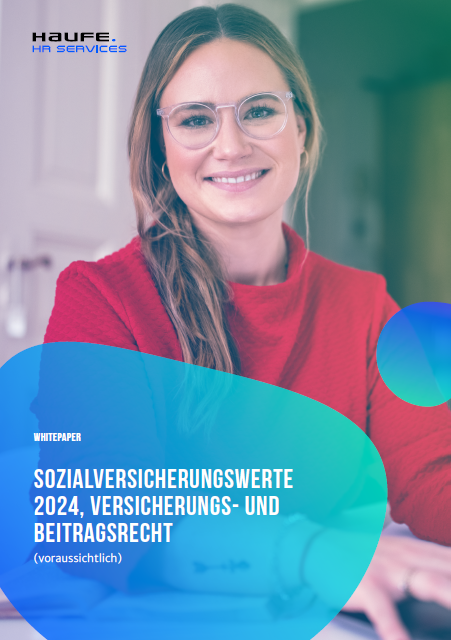 HAUFE.
HR SERVICES
WHITEPAPER
SOZIALVERSICHERUNGSWERTE
2024, VERSICHERUNGS- UND
BEITRAGSRECHT
(voraussichtlich)